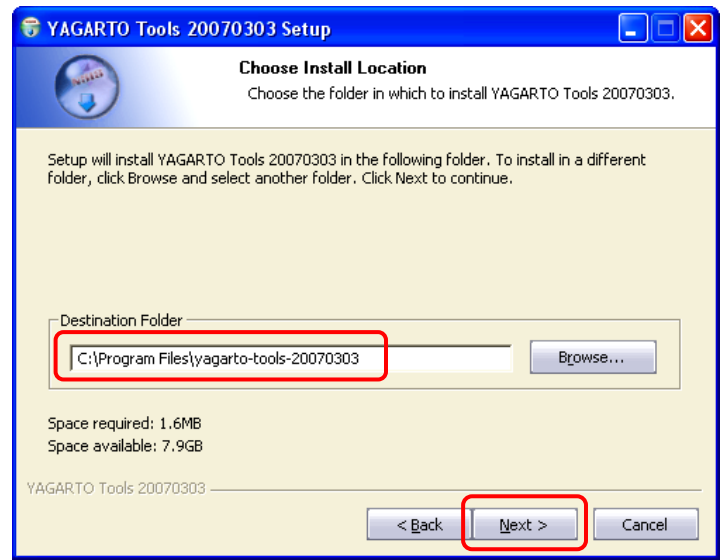 YAGARTO Tools 20070303 Setup
Choose Install Location
Choose the folder in which to install YAGARTO Tools 20070303.
Setup will install YAGARTO Tools 20070303 in the following folder. To install in a different
folder, click Browse and select another folder. Click Next to continue.
Destination Folder
C:\Program Files\yagarto-tools-20070303
Browse...
Space required: 1.6MB
Space available: 7.9GB
YAGARTO Tools 20070303
< Back
Next >
Cancel